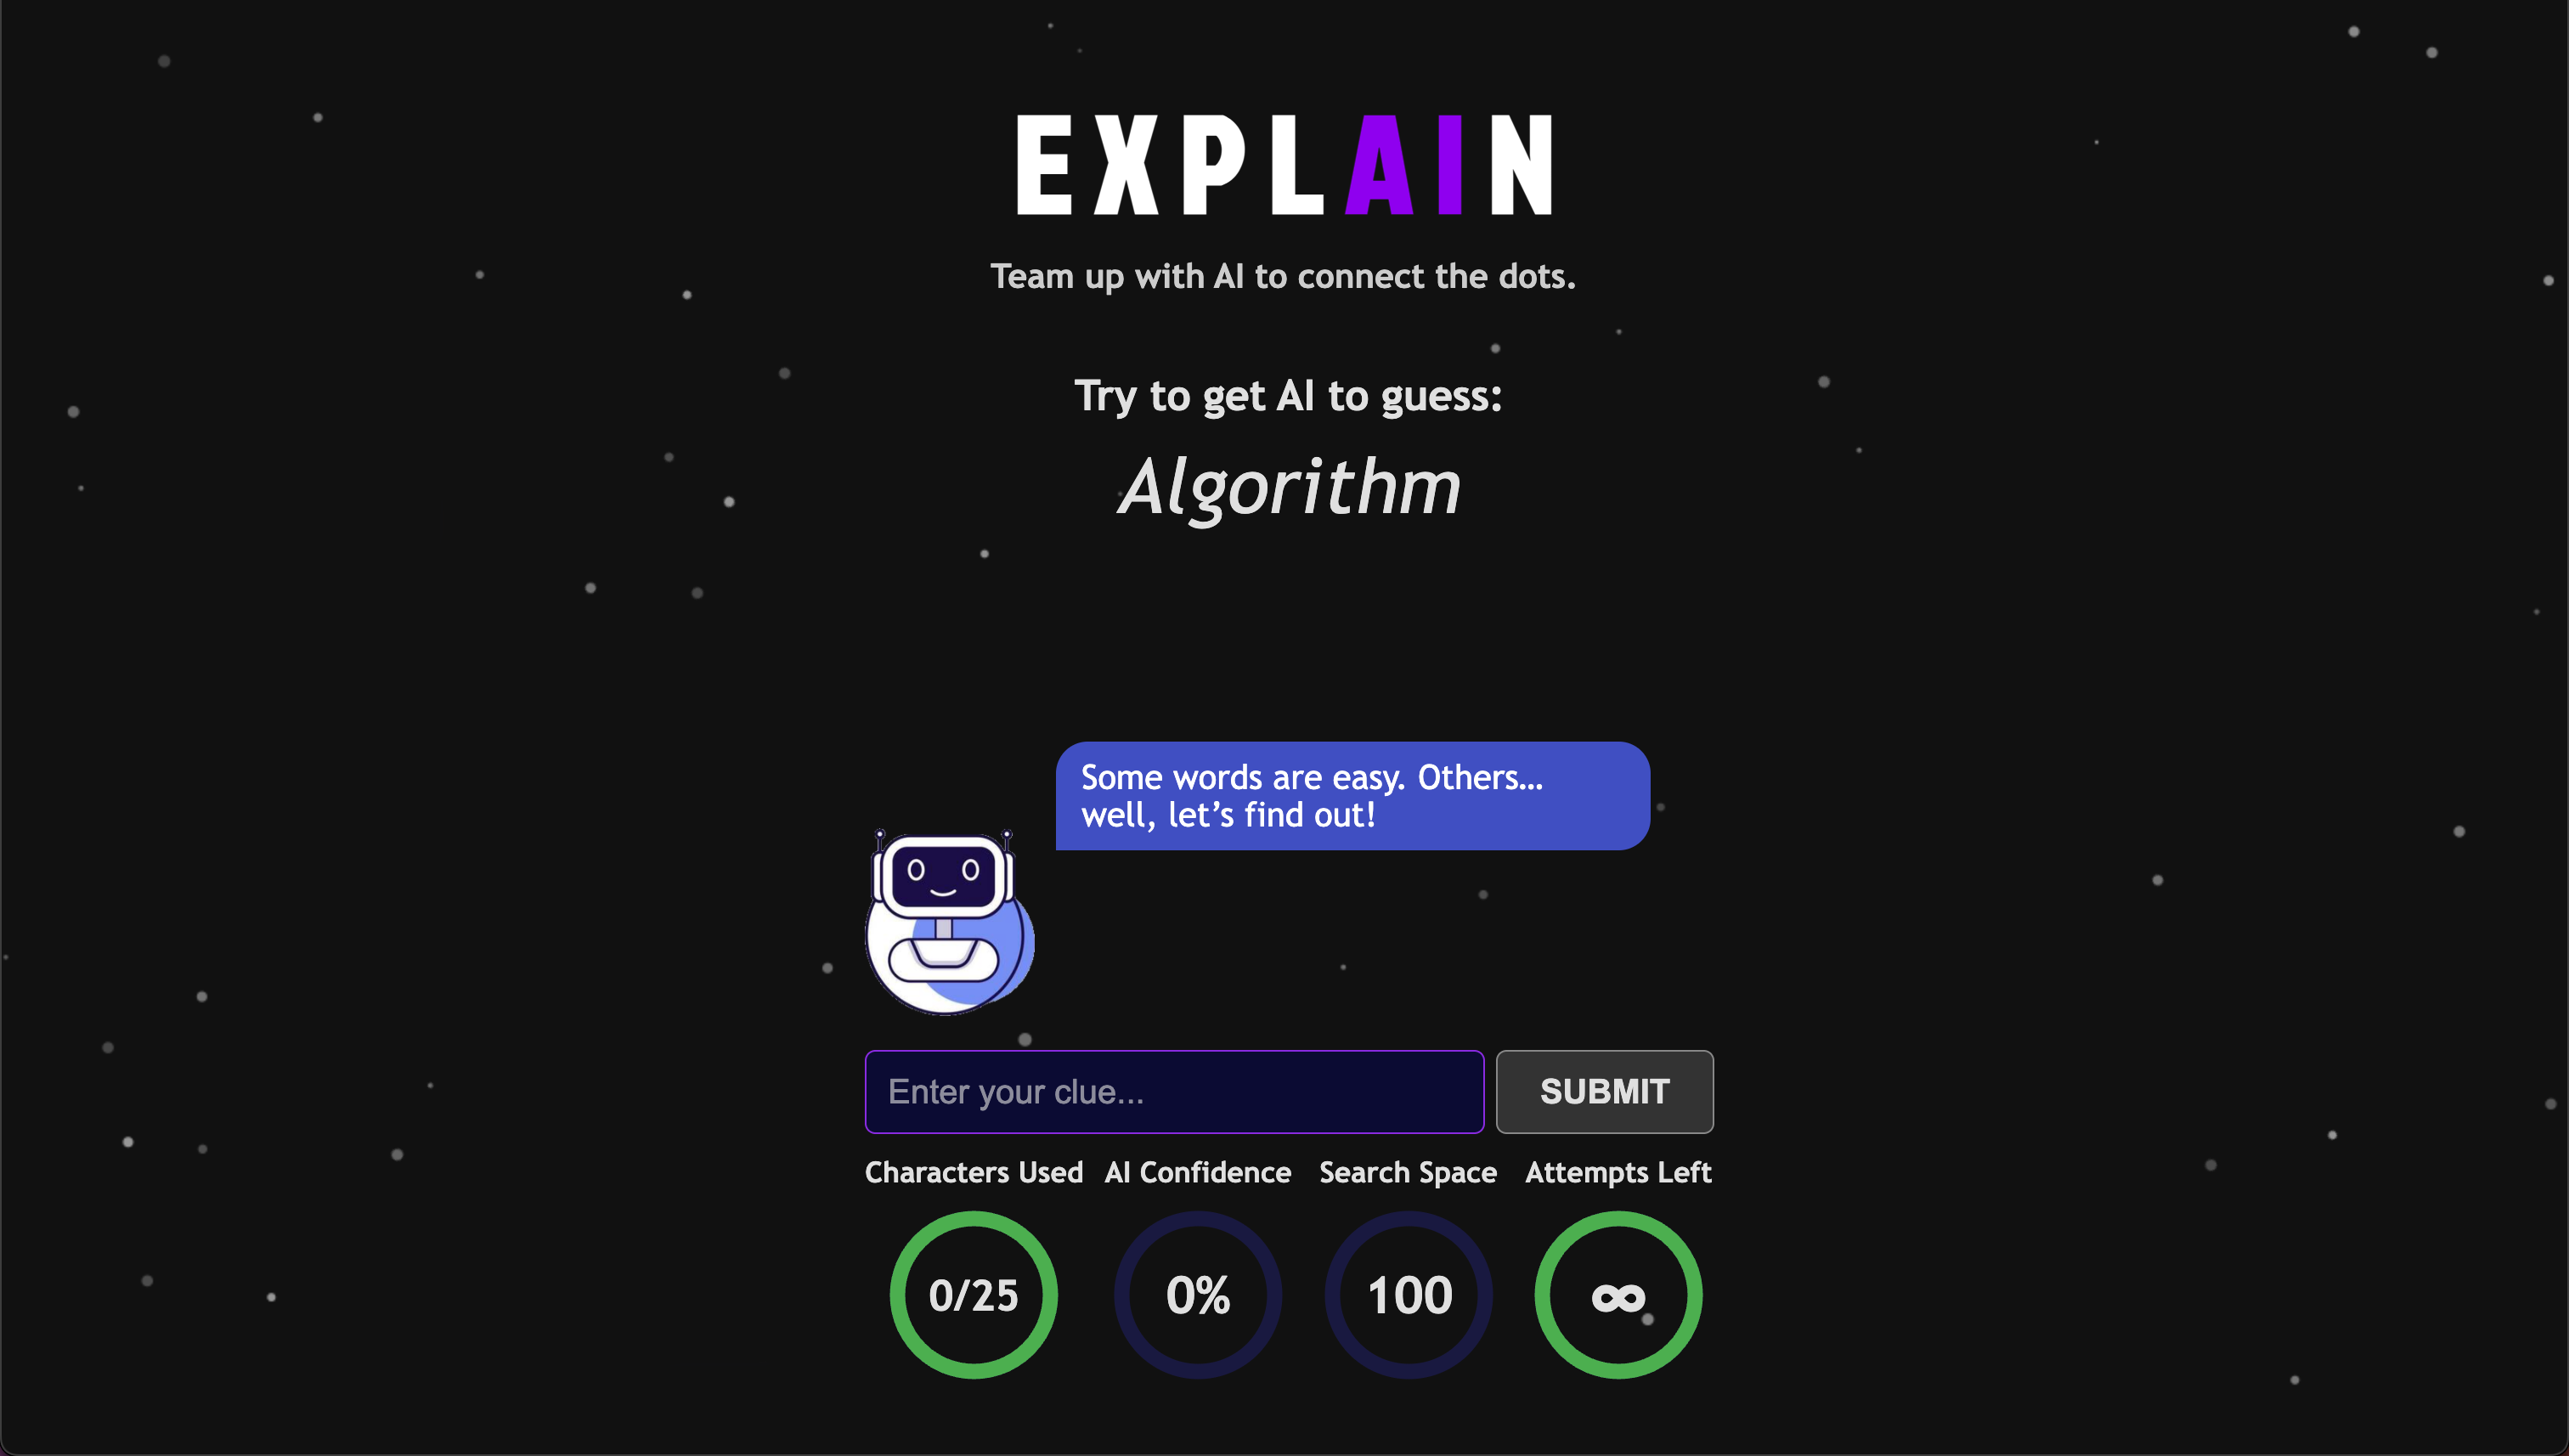 EXPLAIN
Team up with AI to connect the dots.
Try to get AI to guess:
Algorithm
Some words are easy. Others...
well, let’s find out!
Enter your clue...
SUBMIT
Characters Used
AI Confidence
Search Space
Attempts Left
0/25
0%
100
∞